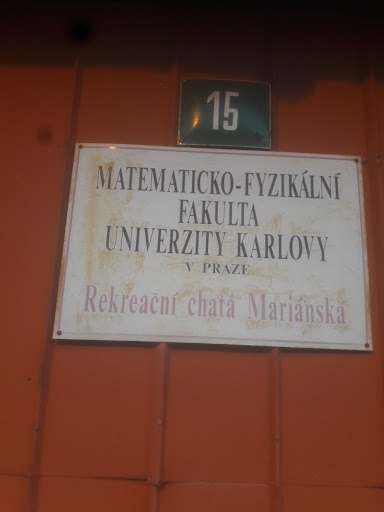 15
MATEMATICKO-FYZIKÁLNÍ
FAKULTA
UNIVERZITY KARLOVY
V PRAZE
Rekreační chata Mariánská